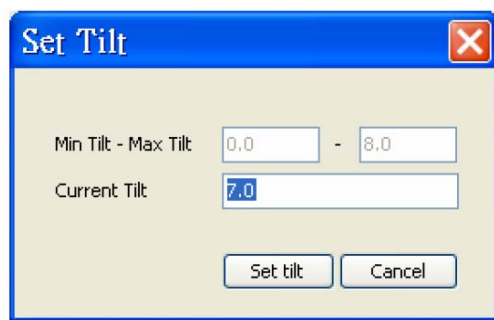 Set Tilt
Min Tilt - Max Tilt 0.0 - 8.0
Current Tilt 7.0
Set tilt Cancel